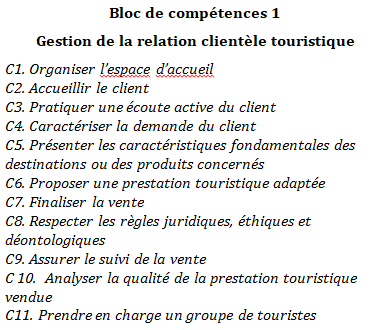 Bloc de compétences 1
Gestion de la relation clientèle touristique
C1. Organiser l'espace d'accueil
C2. Accueillir le client
C3. Pratiquer une écoute active du client
C4. Caractériser la demande du client
C5. Présenter les caractéristiques fondamentales des
destinations ou des produits concernés
C6. Proposer une prestation touristique adaptée
C7. Finaliser la vente
C8. Respecter les règles juridiques, éthiques et
déontologiques
C9. Assurer le suivi de la vente
C 10.  Analyser la qualité de la prestation touristique
vendue
C11. Prendre en charge un groupe de touristes